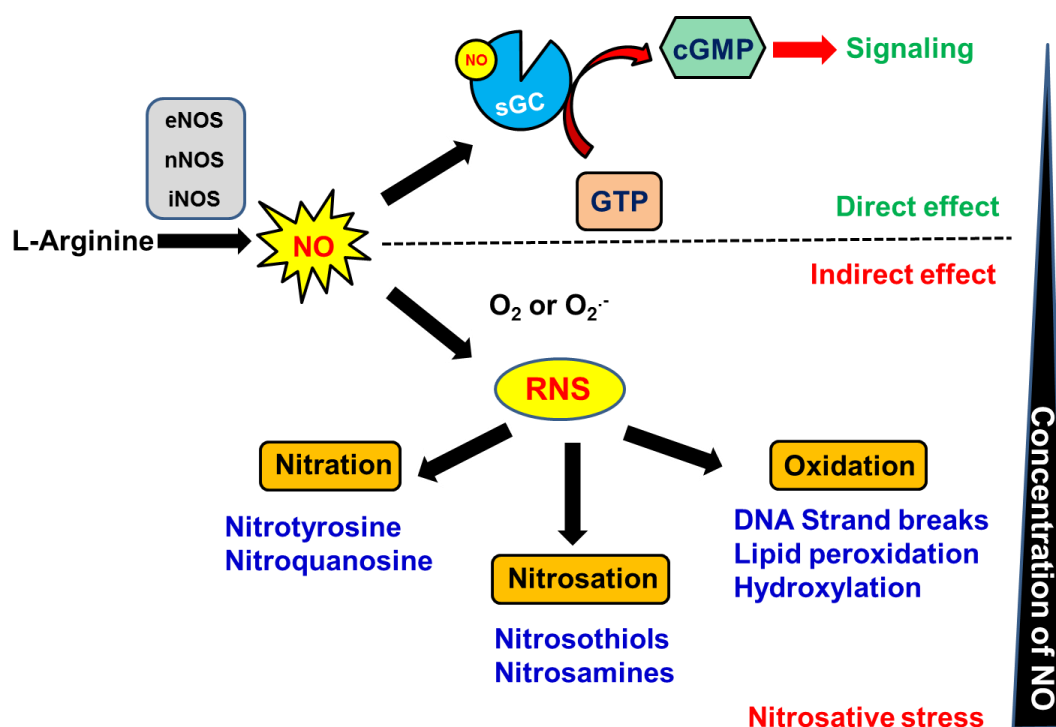 NO
sGC
cGMP
Signaling
eNOS
nNOS
iNOS
GTP
Direct effect
L-Arginine
NO
Indirect effect
O₂ or O₂·-
RNS
Nitration
Oxidation
Nitrotyrosine
Nitroquanosine
DNA Strand breaks
Lipid peroxidation
Hydroxylation
Nitrosation
Nitrosothiols
Nitrosamines
Concentration of NO
Nitrosative stress